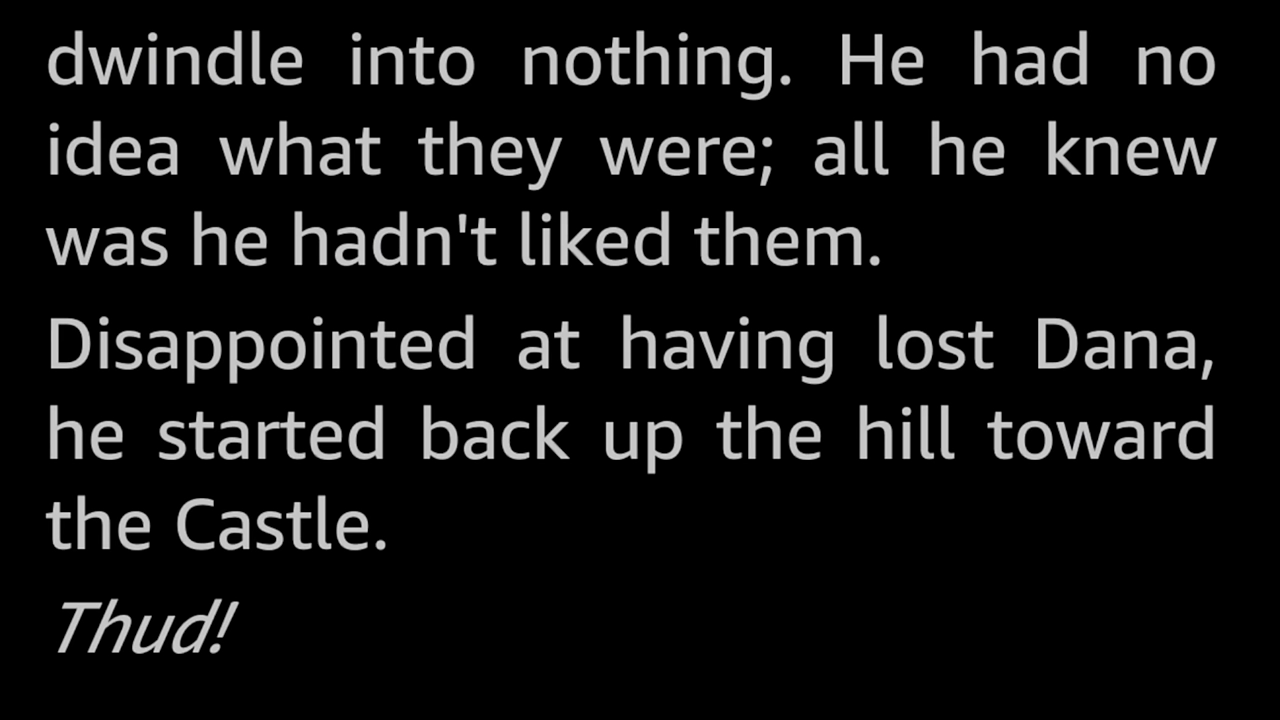 dwindle into nothing. He had no
idea what they were; all he knew
was he hadn't liked them.
Disappointed at having lost Dana,
he started back up the hill toward
the Castle.
Thud!